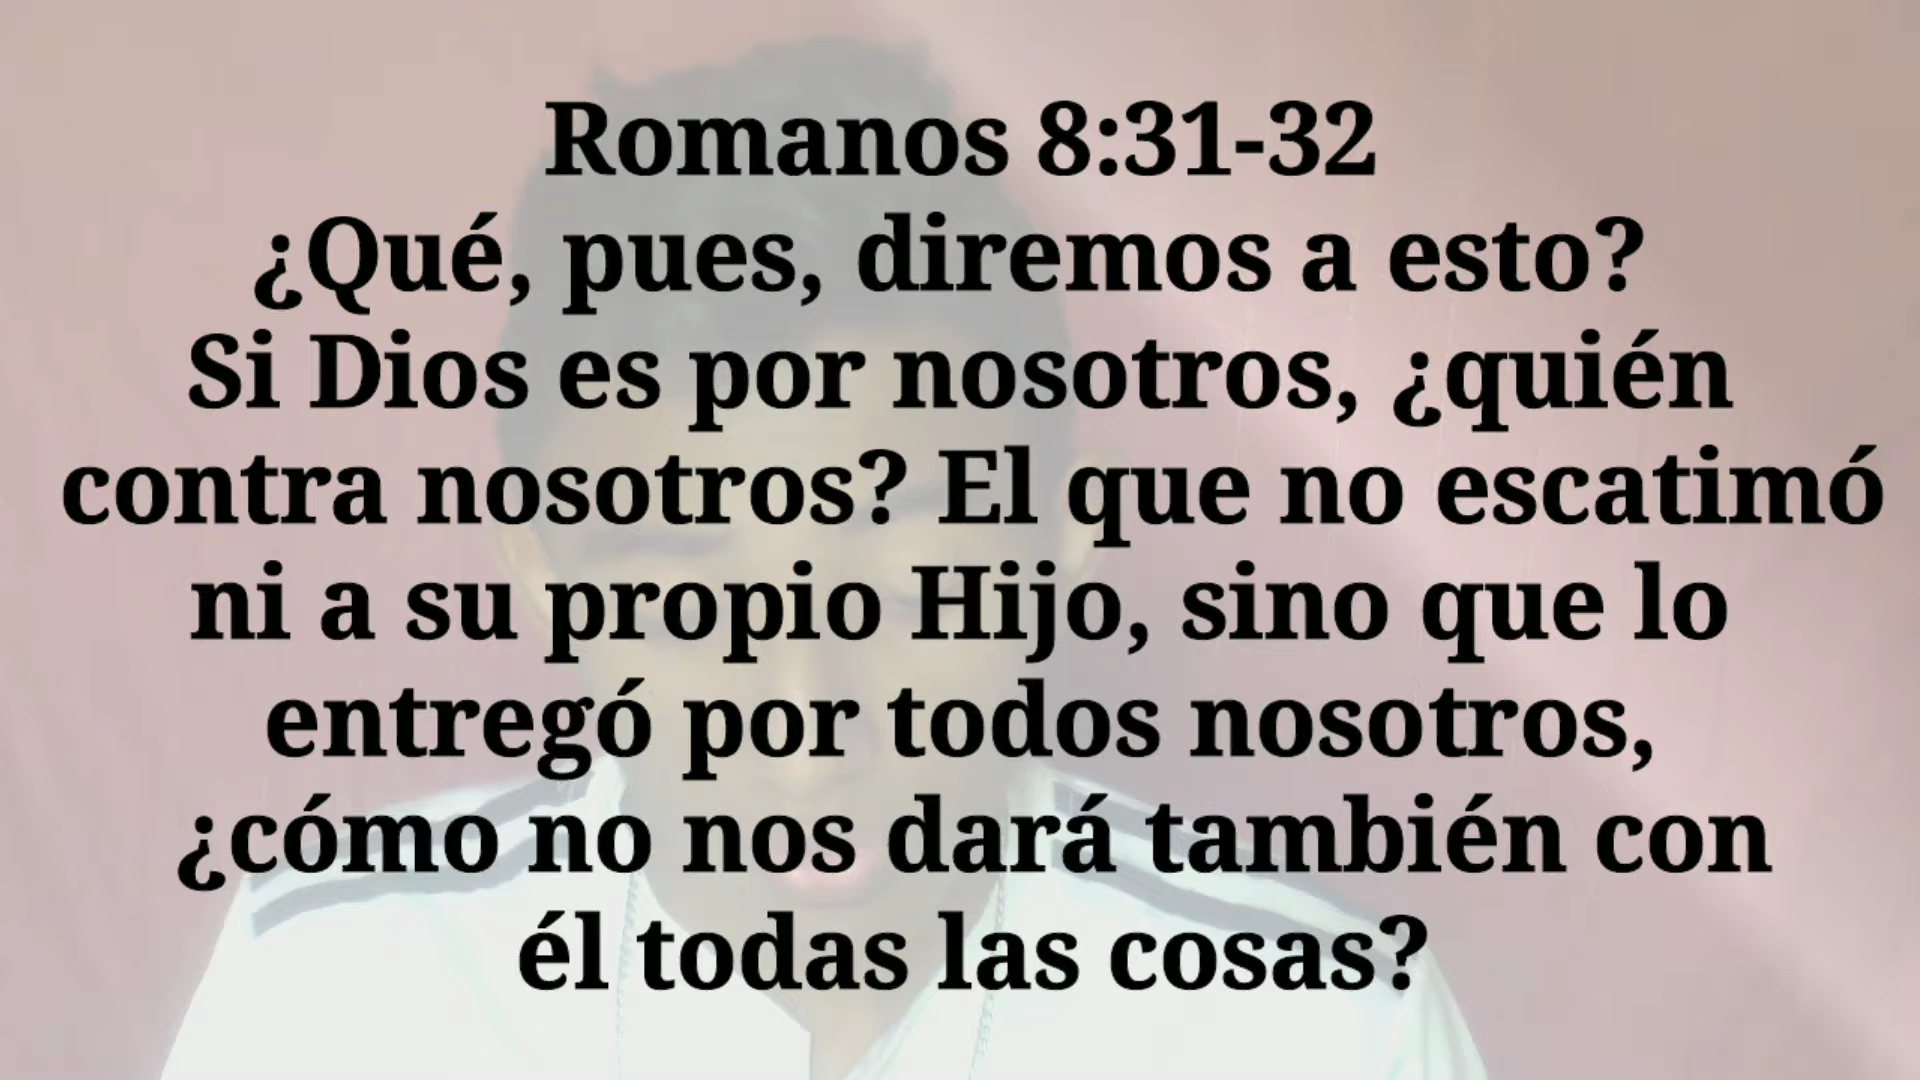 Romanos 8:31-32
¿Qué, pues, diremos a esto?
Si Dios es por nosotros, ¿quién
contra nosotros? El que no escatimó
ni a su propio Hijo, sino que lo
entregó por todos nosotros,
¿cómo no nos dará también con
él todas las cosas?